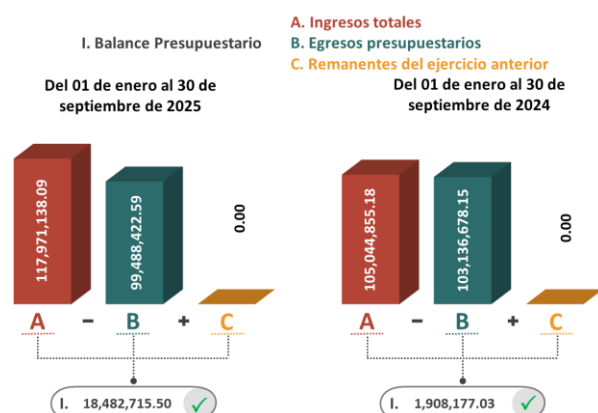 A. Ingresos totales
I. Balance Presupuestario
B. Egresos presupuestarios
C. Remanentes del ejercicio anterior
Del 01 de enero al 30 de
septiembre de 2025
117,971,138.09
99,488,422.59
0.00
A − B + C
I. 18,482,715.50
Del 01 de enero al 30 de
septiembre de 2024
105,044,855.18
103,136,678.15
0.00
A − B + C
I. 1,908,177.03